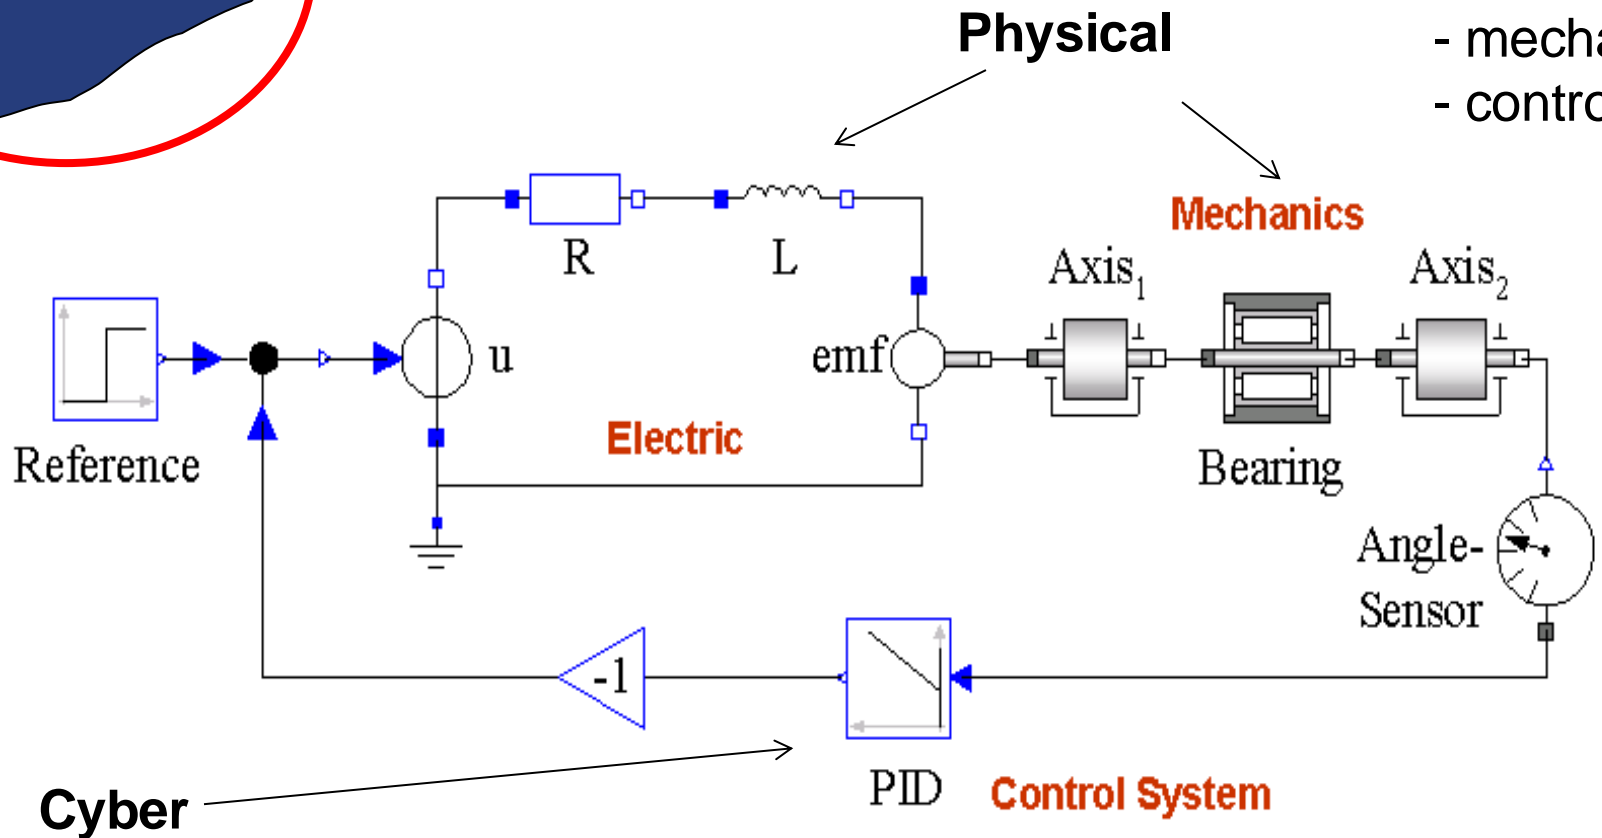 Physical
- mecha
- contro
Mechanics
R
L
Axis1
Axis2
u
emf
Electric
Reference
Bearing
Angle-
Sensor
-1
PID
Control System
Cyber